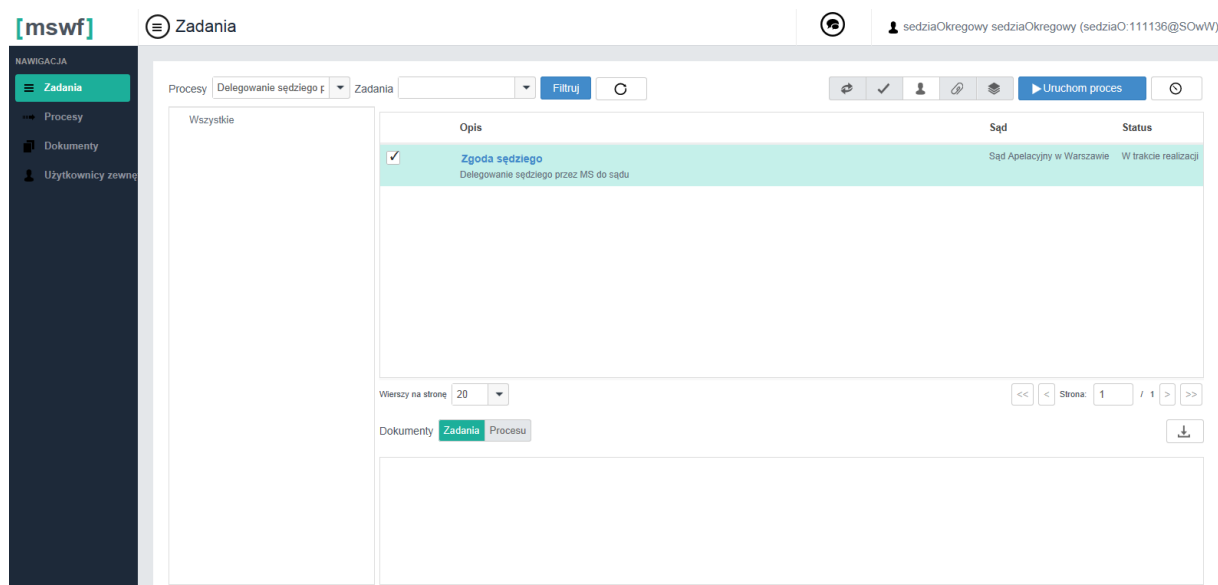 [mswf]
Zadania
sedziaOkregowy sedziaOkregowy (sedziaO:111136@SOwW)
NAWIGACJA
Zadania
Procesy
Dokumenty
Użytkownicy zewnę
Procesy Delegowanie sędziego p Zadania Filtruj Uruchom proces
Wszystkie
Opis Sąd Status
Zgoda sędziego Sąd Apelacyjny w Warszawie W trakcie realizacji
Delegowanie sędziego przez MS do sądu
Wierszy na stronę 20 << < Strona: 1 / 1 > >>
Dokumenty Zadania Procesu